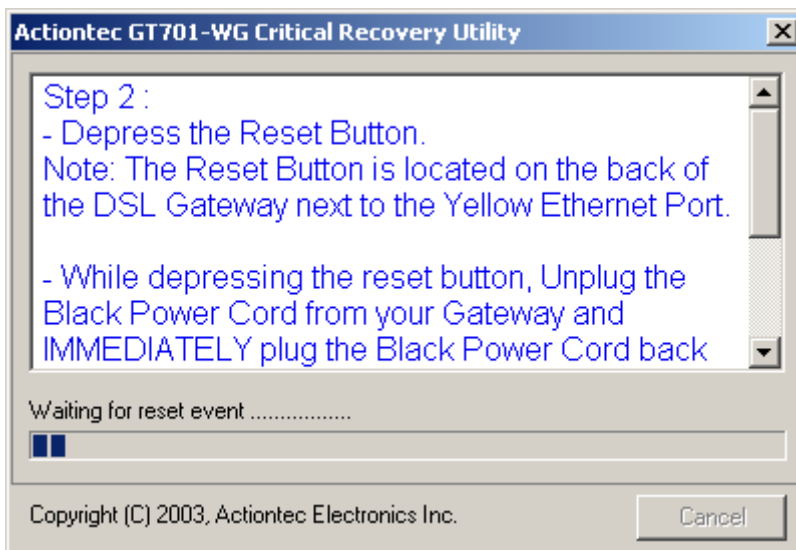 Actiontec GT701-WG Critical Recovery Utility
Step 2 :
- Depress the Reset Button.
Note: The Reset Button is located on the back of
the DSL Gateway next to the Yellow Ethernet Port.
- While depressing the reset button, Unplug the
Black Power Cord from your Gateway and
IMMEDIATELY plug the Black Power Cord back
Waiting for reset event .................
Copyright (C) 2003, Actiontec Electronics Inc.
Cancel